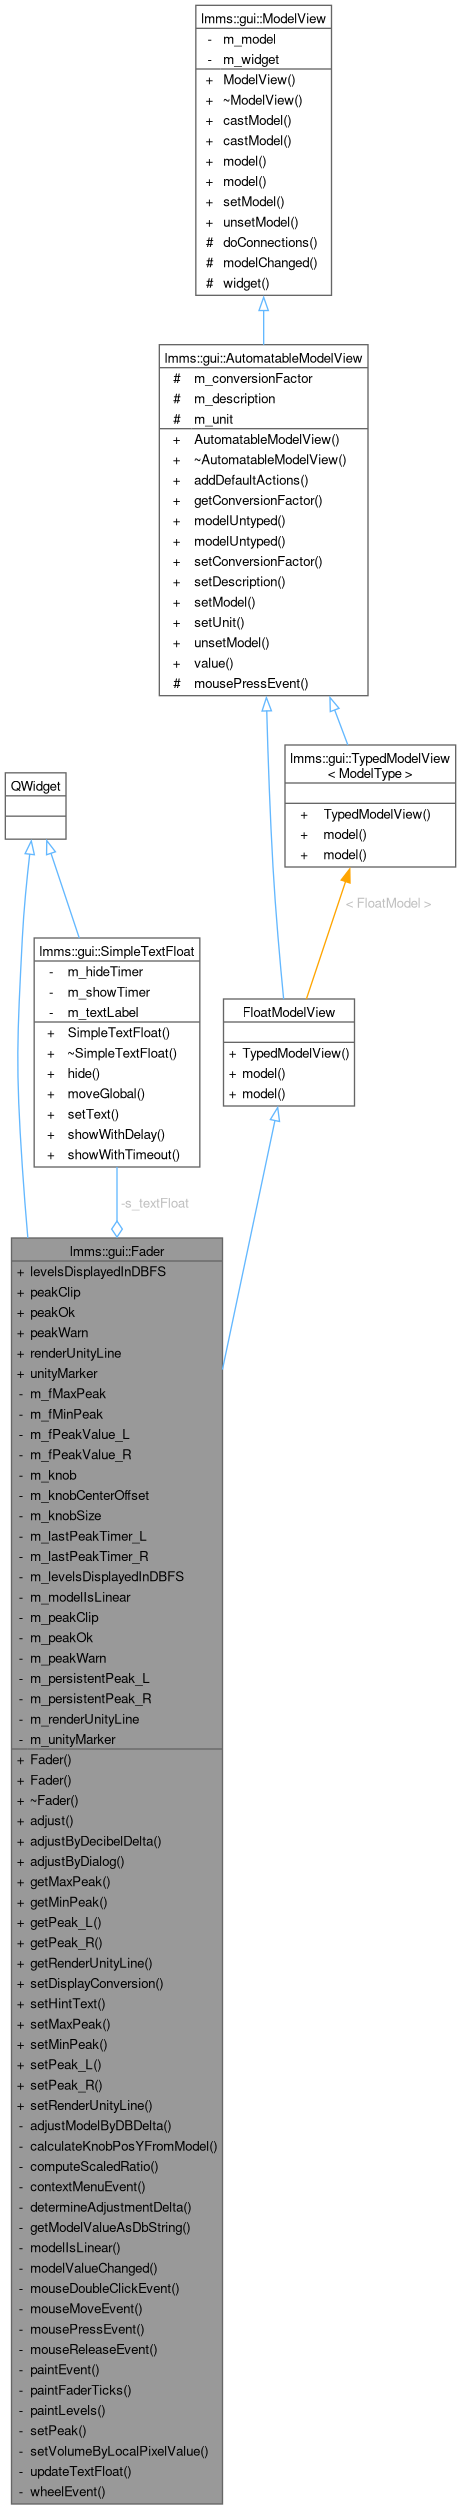 lmms::gui::ModelView
- m_model
- m_widget
+ ModelView()
+ ~ModelView()
+ castModel()
+ castModel()
+ model()
+ model()
+ setModel()
+ unsetModel()
# doConnections()
# modelChanged()
# widget()
lmms::gui::AutomatableModelView
# m_conversionFactor
# m_description
# m_unit
+ AutomatableModelView()
+ ~AutomatableModelView()
+ addDefaultActions()
+ getConversionFactor()
+ modelUntyped()
+ modelUntyped()
+ setConversionFactor()
+ setDescription()
+ setModel()
+ setUnit()
+ unsetModel()
+ value()
# mousePressEvent()
lmms::gui::TypedModelView
< ModelType >
+ TypedModelView()
+ model()
+ model()
QWidget
< FloatModel >
lmms::gui::SimpleTextFloat
- m_hideTimer
- m_showTimer
- m_textLabel
+ SimpleTextFloat()
+ ~SimpleTextFloat()
+ hide()
+ moveGlobal()
+ setText()
+ showWithDelay()
+ showWithTimeout()
FloatModelView
+ TypedModelView()
+ model()
+ model()
-s_textFloat
lmms::gui::Fader
+ levelsDisplayedInDBFS
+ peakClip
+ peakOk
+ peakWarn
+ renderUnityLine
+ unityMarker
- m_fMaxPeak
- m_fMinPeak
- m_fPeakValue_L
- m_fPeakValue_R
- m_knob
- m_knobCenterOffset
- m_knobSize
- m_lastPeakTimer_L
- m_lastPeakTimer_R
- m_levelsDisplayedInDBFS
- m_modelIsLinear
- m_peakClip
- m_peakOk
- m_peakWarn
- m_persistentPeak_L
- m_persistentPeak_R
- m_renderUnityLine
- m_unityMarker
+ Fader()
+ Fader()
+ ~Fader()
+ adjust()
+ adjustByDecibelDelta()
+ adjustByDialog()
+ getMaxPeak()
+ getMinPeak()
+ getPeak_L()
+ getPeak_R()
+ getRenderUnityLine()
+ setDisplayConversion()
+ setHintText()
+ setMaxPeak()
+ setMinPeak()
+ setPeak_L()
+ setPeak_R()
+ setRenderUnityLine()
- adjustModelByDBDelta()
- calculateKnobPosYFromModel()
- computeScaledRatio()
- contextMenuEvent()
- determineAdjustmentDelta()
- getModelValueAsDbString()
- modelIsLinear()
- modelValueChanged()
- mouseDoubleClickEvent()
- mouseMoveEvent()
- mousePressEvent()
- mouseReleaseEvent()
- paintEvent()
- paintFaderTicks()
- paintLevels()
- setPeak()
- setVolumeByLocalPixelValue()
- updateTextFloat()
- wheelEvent()